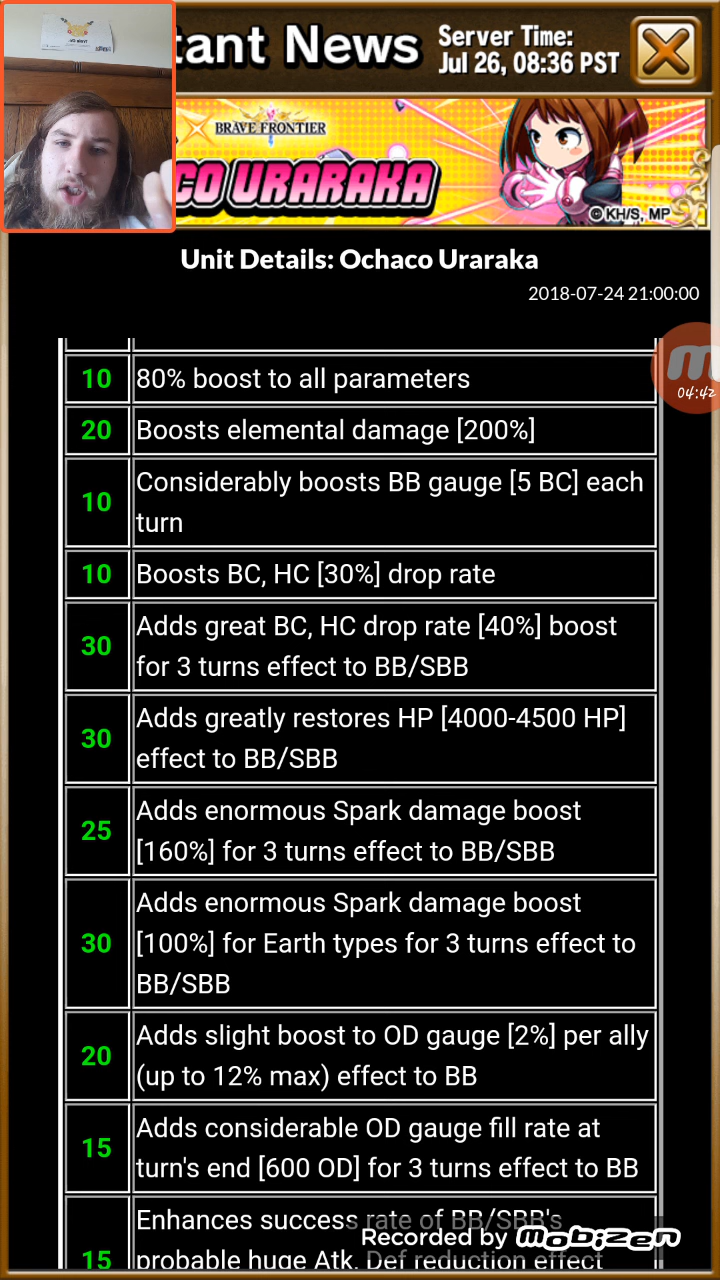 tant News
Server Time:
Jul 26, 08:36 PST
BRAVE FRONTIER
CO URARAKA
© KH/S, MP
Unit Details: Ochaco Uraraka
2018-07-24 21:00:00
10 80% boost to all parameters
20 Boosts elemental damage [200%]
10 Considerably boosts BB gauge [5 BC] each
turn
10 Boosts BC, HC [30%] drop rate
30 Adds great BC, HC drop rate [40%] boost
for 3 turns effect to BB/SBB
30 Adds greatly restores HP [4000-4500 HP]
effect to BB/SBB
25 Adds enormous Spark damage boost
[160%] for 3 turns effect to BB/SBB
30 Adds enormous Spark damage boost
[100%] for Earth types for 3 turns effect to
BB/SBB
20 Adds slight boost to OD gauge [2%] per ally
(up to 12% max) effect to BB
15 Adds considerable OD gauge fill rate at
turn's end [600 OD] for 3 turns effect to BB
15 Enhances success rate of BB/SBB's
probable huge Atk, Def reduction effect
m
04:42
Recorded by mobizen